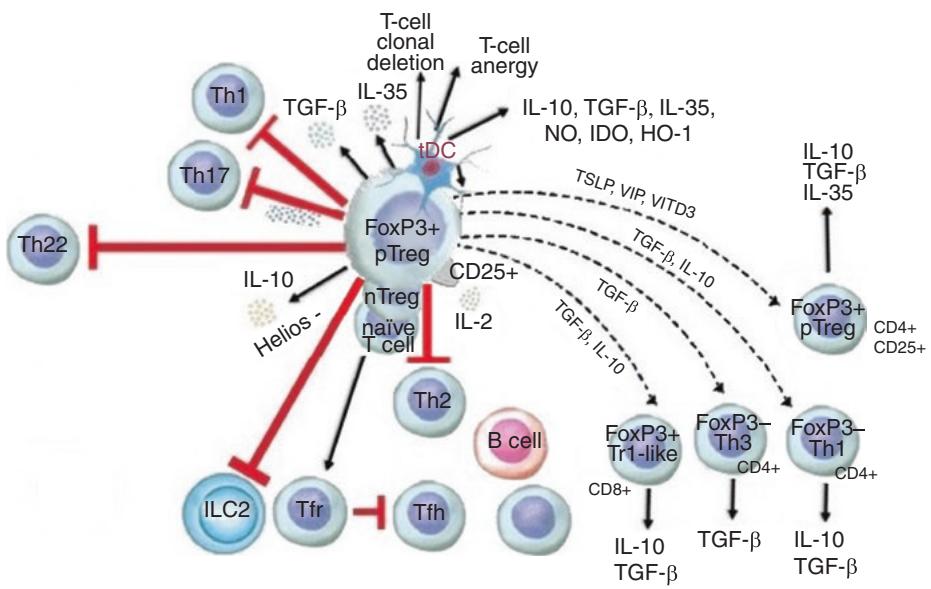 T-cell
clonal
deletion
T-cell
anergy
Th1
TGF-β
IL-35
IL-10, TGF-β, IL-35,
NO, IDO, HO-1
tDC
Th17
TSLP, VIP, VITD3
IL-10
TGF-β
IL-35
FoxP3+
pTreg
Th22
TGF-β, IL-10
CD25+
IL-10
nTreg
TGF-β
IL-2
Helios -
naïve
T cell
TGF-β, IL-10
FoxP3+
pTreg
CD4+
CD25+
Th2
B cell
FoxP3+
Tr1-like
CD8+
FoxP3–
Th3
CD4+
FoxP3–
Th1
CD4+
ILC2
Tfr
Tfh
IL-10
TGF-β
TGF-β
IL-10
TGF-β